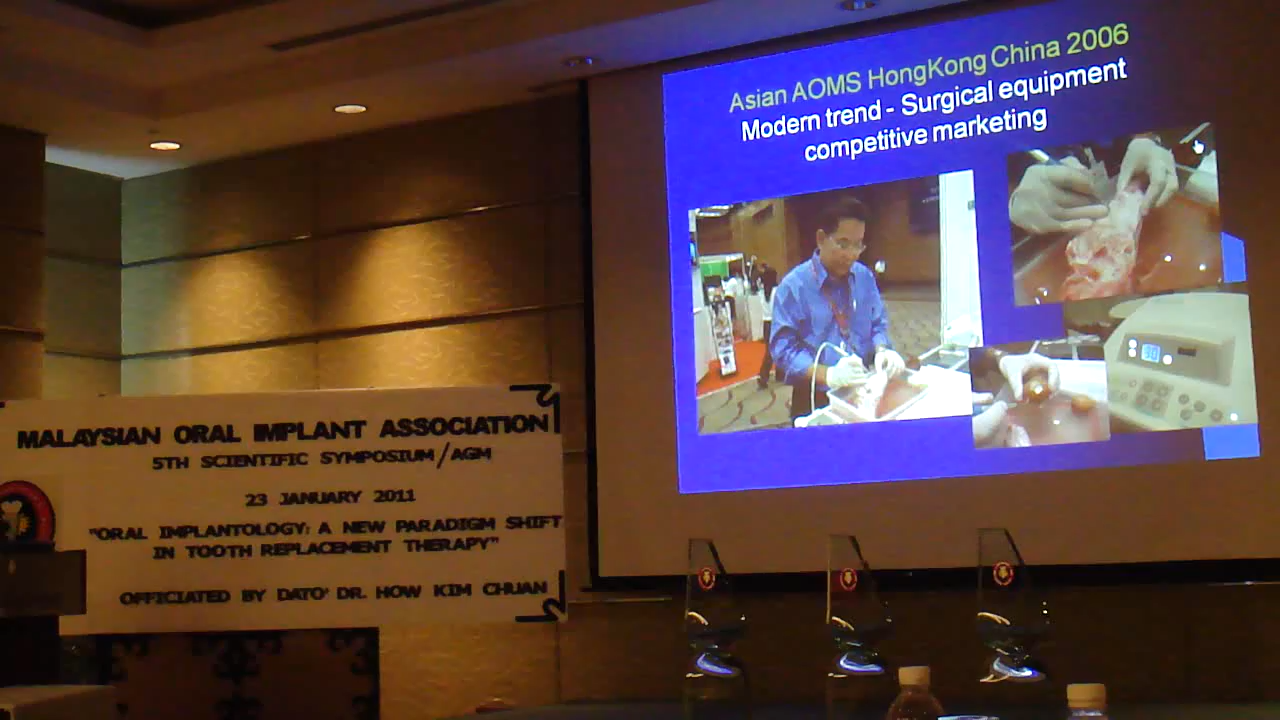 MALAYSIAN ORAL IMPLANT ASSOCIATION
5TH SCIENTIFIC SYMPOSIUM/AGM
23 JANUARY 2011
"ORAL IMPLANTOLOGY: A NEW PARADIGM SHIFT
IN TOOTH REPLACEMENT THERAPY"
OFFICIATED BY DATO' DR. HOW KIM CHUAN
Asian AOMS HongKong China 2006
Modern trend - Surgical equipment
competitive marketing